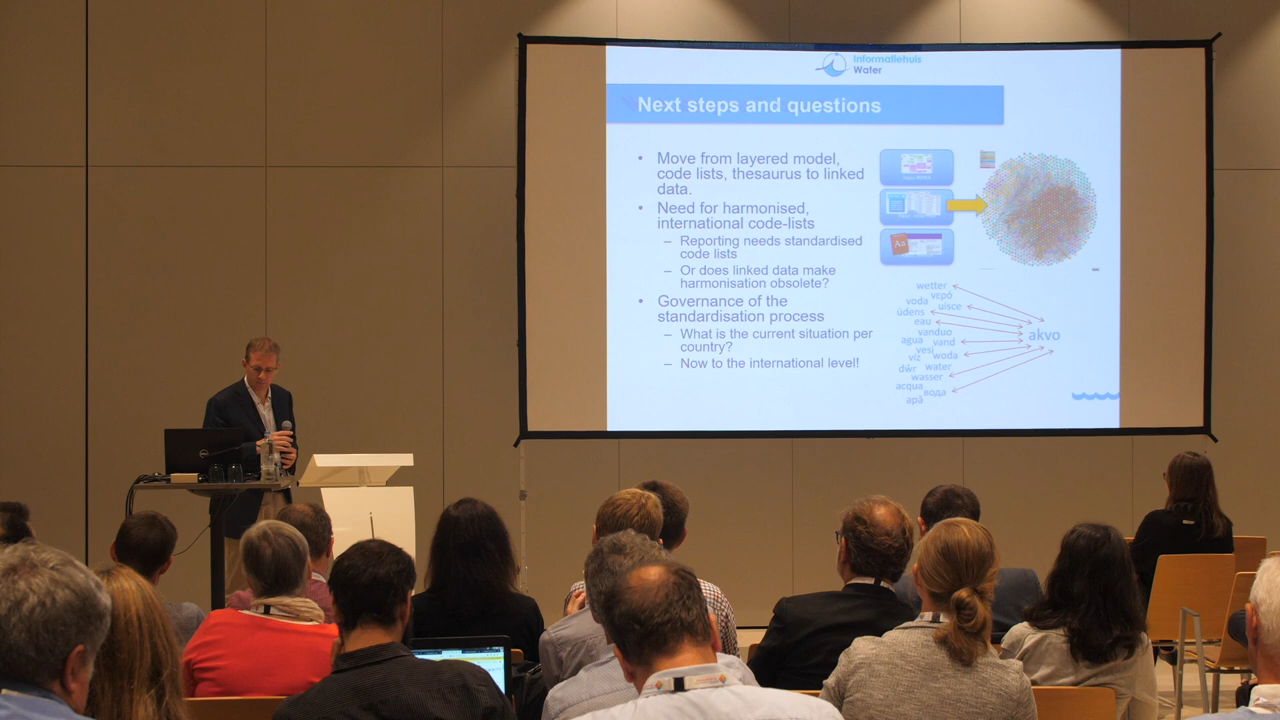 Informatiehuis
Water
Next steps and questions
• Move from layered model,
code lists, thesaurus to linked
data.
• Need for harmonised,
international code-lists
– Reporting needs standardised
code lists
– Or does linked data make
harmonisation obsolete?
• Governance of the
standardisation process
– What is the current situation per
country?
– Now to the international level!
Aa
wetter
νερό
voda
uisce
ūdens
eau
vanduo
agua
vand
vesi
víz
woda
dŵr
water
wasser
acqua
вода
apă
akvo